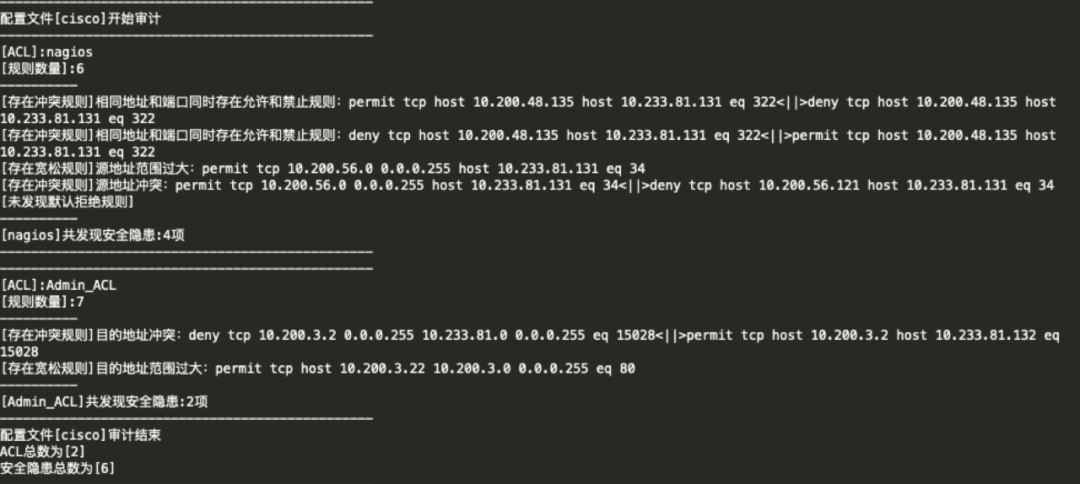 配置文件[cisco]开始审计
[ACL]:nagios
[规则数量]:6
[存在冲突规则]相同地址和端口同时存在允许和禁止规则: permit tcp host 10.200.48.135 host 10.233.81.131 eq 322<||>deny tcp host 10.200.48.135 host
10.233.81.131 eq 322
[存在冲突规则]相同地址和端口同时存在允许和禁止规则: deny tcp host 10.200.48.135 host 10.233.81.131 eq 322<||>permit tcp host 10.200.48.135 host
10.233.81.131 eq 322
[存在宽松规则]源地址范围过大: permit tcp 10.200.56.0 0.0.0.255 host 10.233.81.131 eq 34
[存在冲突规则]源地址冲突: permit tcp 10.200.56.0 0.0.0.255 host 10.233.81.131 eq 34<||>deny tcp host 10.200.56.121 host 10.233.81.131 eq 34
[未发现默认拒绝规则]
[nagios]共发现安全隐患:4项
[ACL]:Admin_ACL
[规则数量]:7
[存在冲突规则]目的地址冲突: deny tcp 10.200.3.2 0.0.0.255 10.233.81.0 0.0.0.255 eq 15028<||>permit tcp host 10.200.3.2 host 10.233.81.132 eq
15028
[存在宽松规则]目的地址范围过大: permit tcp host 10.200.3.22 10.200.3.0 0.0.0.255 eq 80
[Admin_ACL]共发现安全隐患:2项
配置文件[cisco]审计结束
ACL总数为[2]
安全隐患总数为[6]